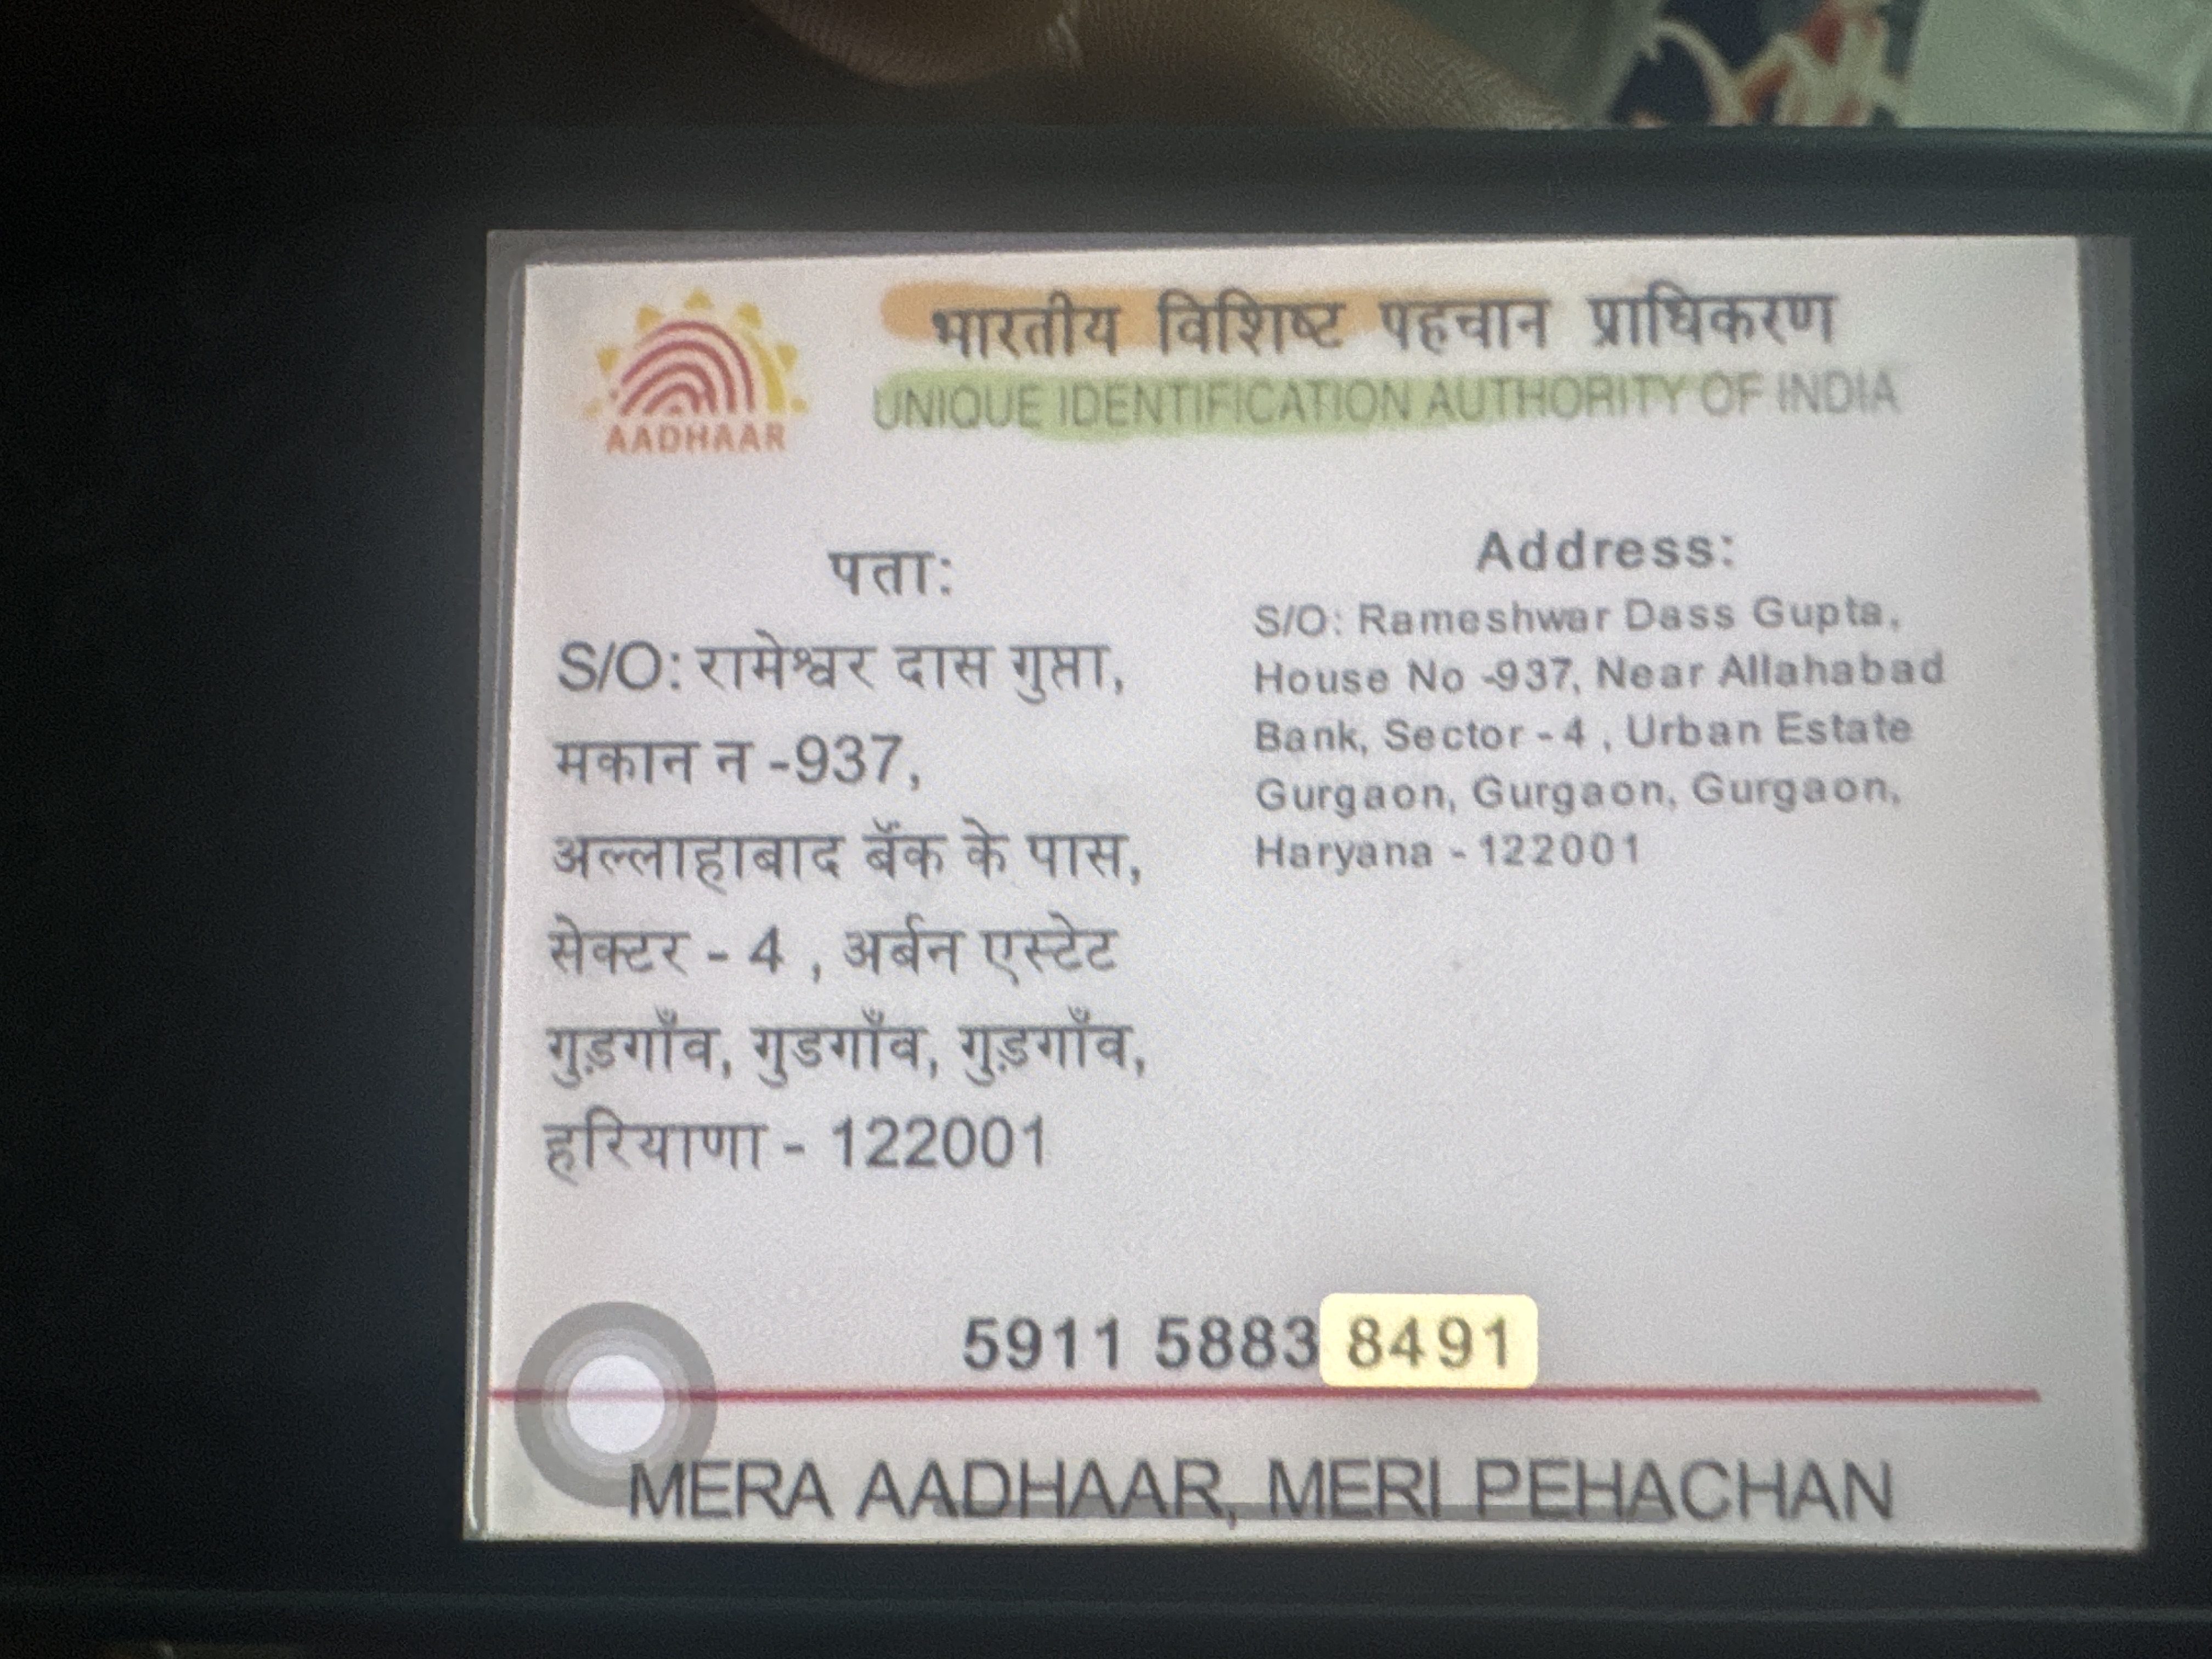 भारतीय विशिष्ट पहचान प्राधिकरण
UNIQUE IDENTIFICATION AUTHORITY OF INDIA
AADHAAR
पता:
S/O: रामेश्वर दास गुप्ता,
मकान न -937,
अल्लाहाबाद बैंक के पास,
सेक्टर - 4 , अर्बन एस्टेट
गुड़गाँव, गुडगाँव, गुड़गाँव,
हरियाणा - 122001
Address:
S/O: Rameshwar Dass Gupta,
House No -937, Near Allahabad
Bank, Sector - 4 , Urban Estate
Gurgaon, Gurgaon, Gurgaon,
Haryana - 122001
5911 5883 8491
MERA AADHAAR, MERI PEHACHAN